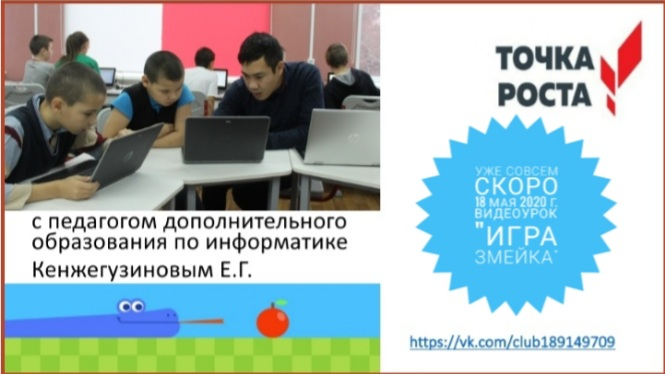 ТОЧКА
РОСТА
УЖЕ СОВСЕМ
СКОРО
18 МАЯ 2020 Г.
ВИДЕОУРОК
"ИГРА
ЗМЕЙКА"
с педагогом дополнительного
образования по информатике
Кенжегузиновым Е.Г.
https://vk.com/club189149709